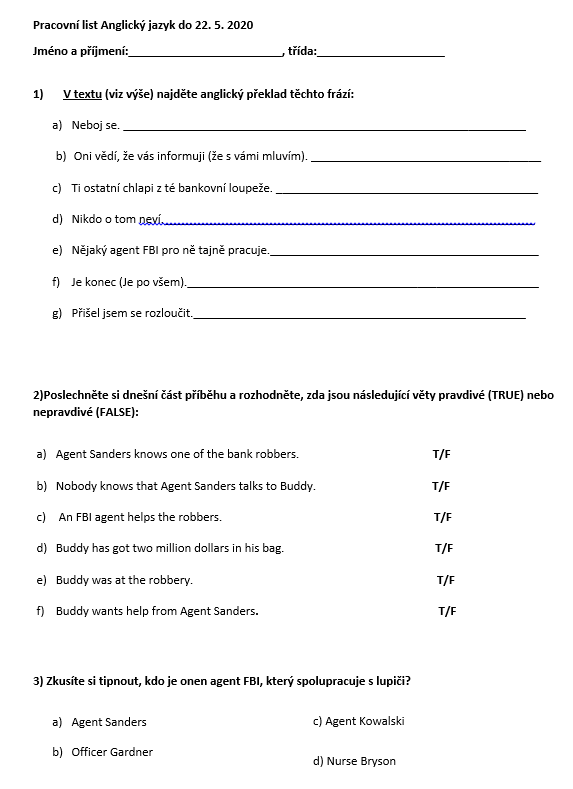 Pracovní list Anglický jazyk do 22. 5. 2020
Jméno a příjmení:________________________, třída:____________________
1) V textu (viz výše) najděte anglický překlad těchto frází:
a) Neboj se. ________________________________________________________________
b) Oni vědí, že vás informuji (že s vámi mluvím). _____________________________________
c) Ti ostatní chlapi z té bankovní loupeže. __________________________________________
d) Nikdo o tom neví.____________________________________________________________
e) Nějaký agent FBI pro ně tajně pracuje.___________________________________________
f) Je konec (Je po všem).________________________________________________________
g) Přišel jsem se rozloučit._____________________________________________________
2)Poslechněte si dnešní část příběhu a rozhodněte, zda jsou následující věty pravdivé (TRUE) nebo
nepravdivé (FALSE):
a) Agent Sanders knows one of the bank robbers. T/F
b) Nobody knows that Agent Sanders talks to Buddy. T/F
c) An FBI agent helps the robbers. T/F
d) Buddy has got two million dollars in his bag. T/F
e) Buddy was at the robbery. T/F
f) Buddy wants help from Agent Sanders. T/F
3) Zkusíte si tipnout, kdo je onen agent FBI, který spolupracuje s lupiči?
a) Agent Sanders c) Agent Kowalski
b) Officer Gardner
d) Nurse Bryson